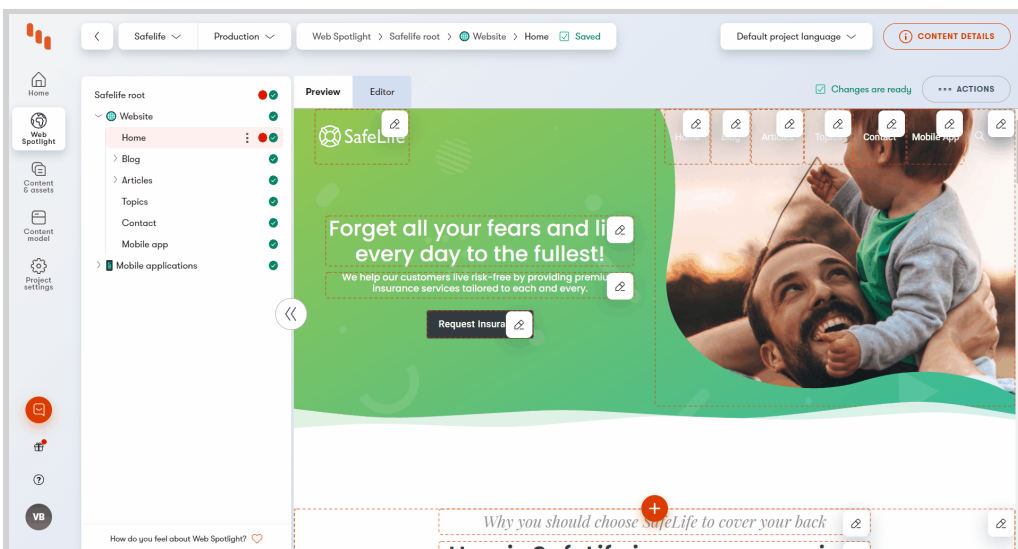 Safelife
Production
Web Spotlight > Safelife root > Website > Home Saved
Default project language
CONTENT DETAILS
Home
Web
Spotlight
Content
& assets
Content
model
Project
settings
VB
Safelife root
Website
Home
Blog
Articles
Topics
Contact
Mobile app
Mobile applications
How do you feel about Web Spotlight?
Preview
Editor
Changes are ready
ACTIONS
SafeLife
Home
Contact
Mobile App
Forget all your fears and
every day to the fullest!
We help our customers live risk-free by providing
insurance services tailored to each and every.
Request
Why you should choose SafeLife to cover your back